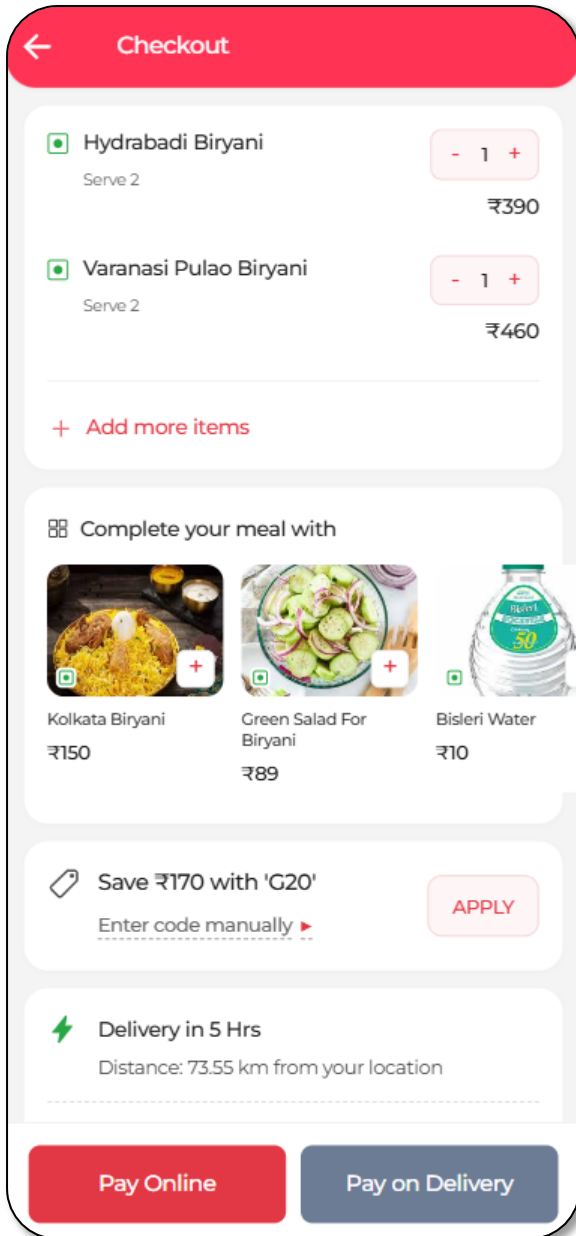 Checkout
Hydrabadi Biryani
- 1 +
Serve 2
₹390
Varanasi Pulao Biryani
- 1 +
Serve 2
₹460
+ Add more items
Complete your meal with
+
+
Kolkata Biryani
₹150
Green Salad For
Biryani
₹89
Bisleri
50
Bisleri Water
₹10
Save ₹170 with 'G20'
Enter code manually ▸
APPLY
Delivery in 5 Hrs
Distance: 73.55 km from your location
Pay Online
Pay on Delivery